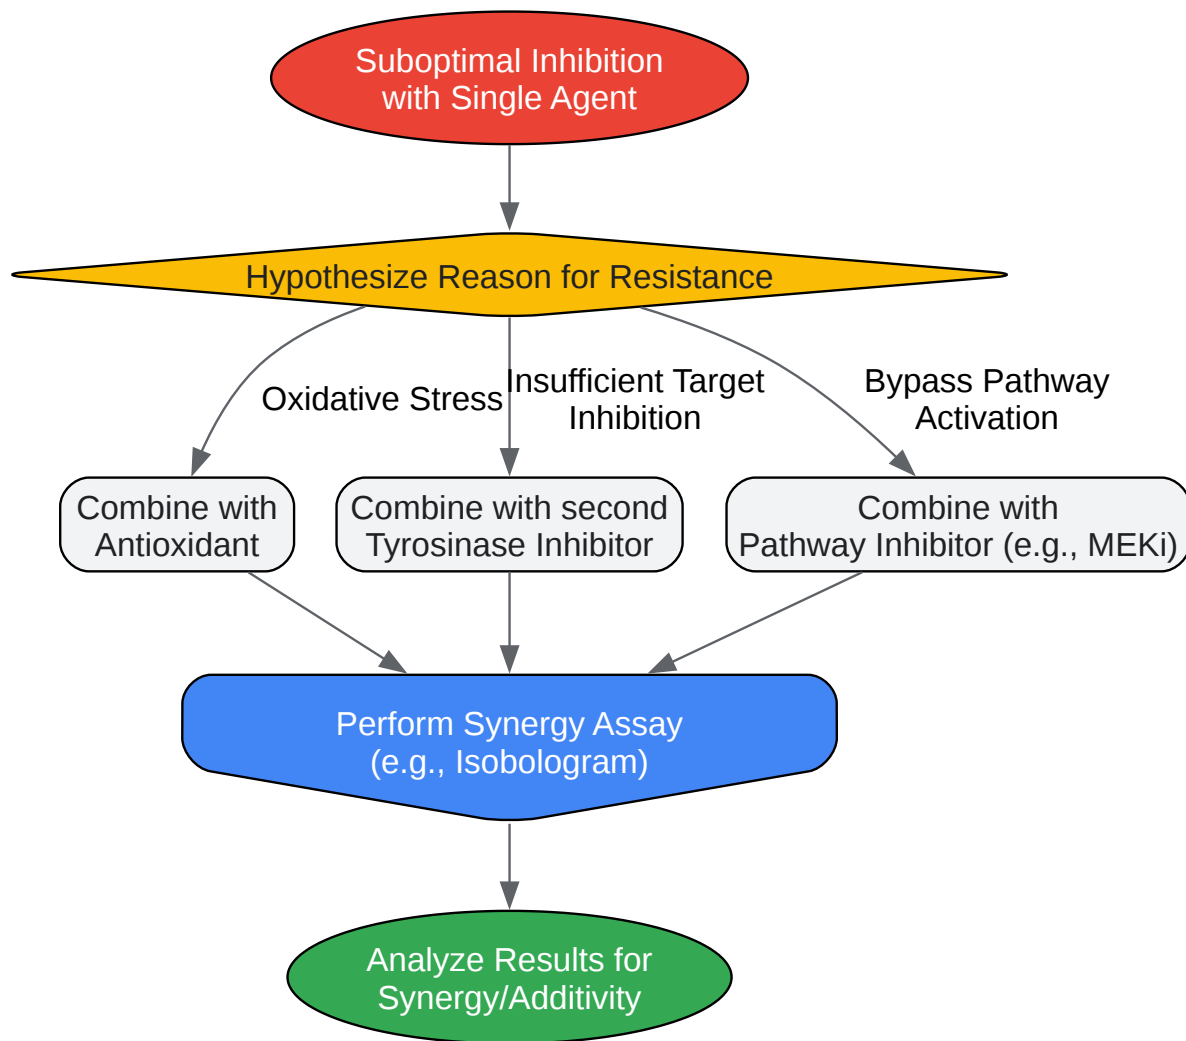 Suboptimal Inhibition
with Single Agent
Hypothesize Reason for Resistance
Oxidative Stress
Insufficient Target
Inhibition
Bypass Pathway
Activation
Combine with
Antioxidant
Combine with second
Tyrosinase Inhibitor
Combine with
Pathway Inhibitor (e.g., MEKi)
Perform Synergy Assay
(e.g., Isobologram)
Analyze Results for
Synergy/Additivity